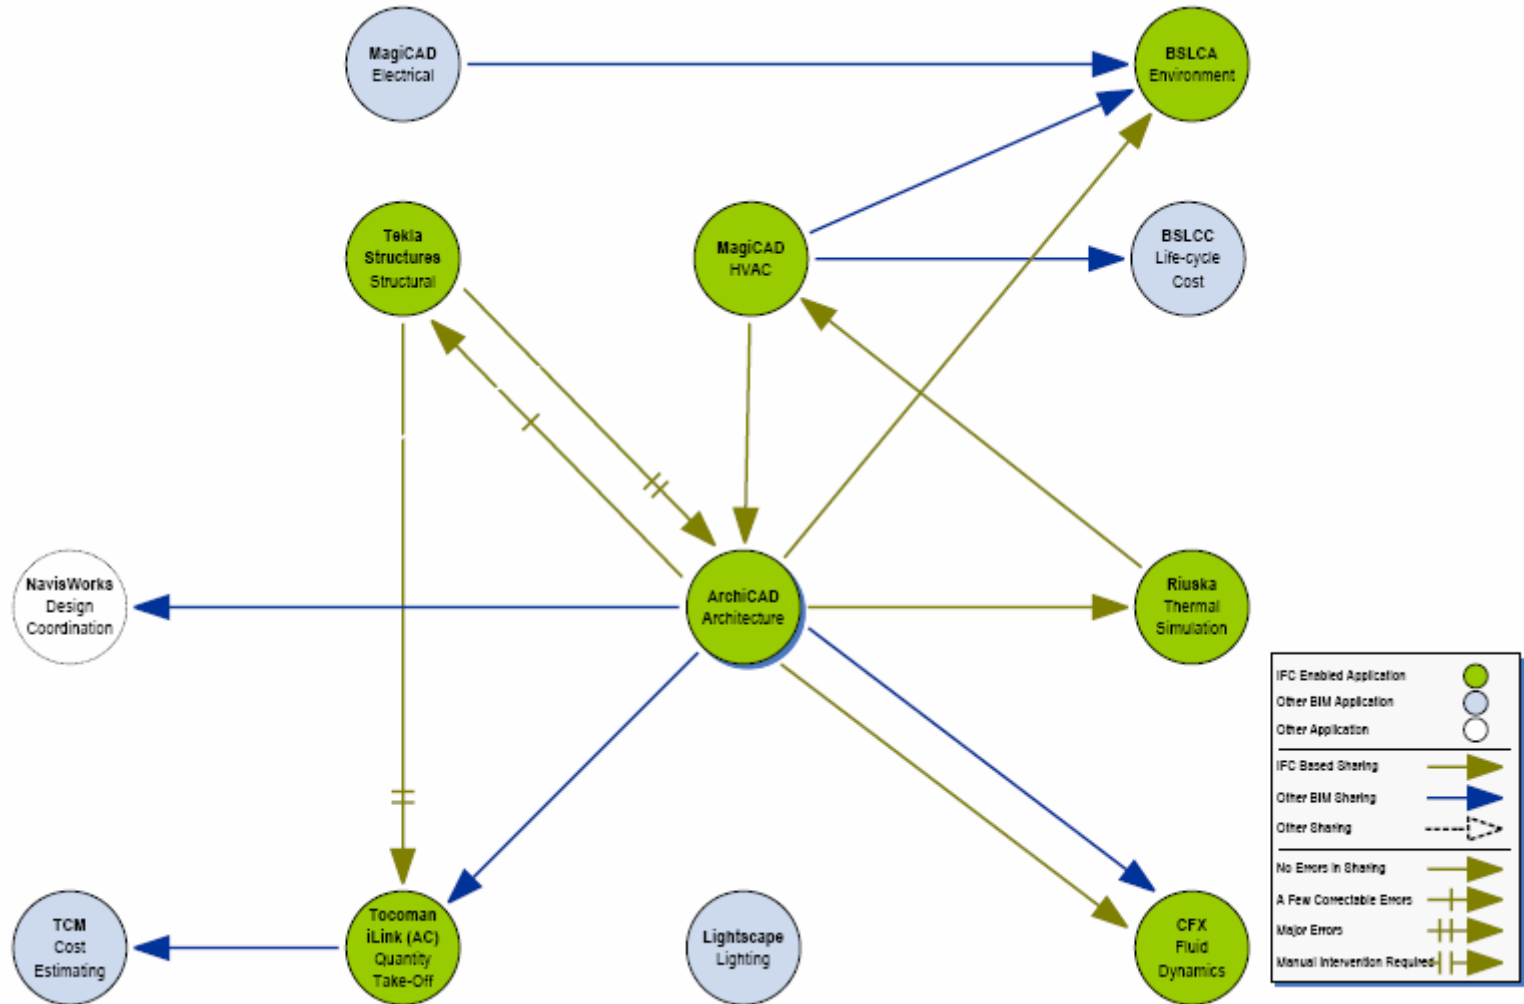 MagiCAD
Electrical
BSLCA
Environment
Tekla
Structures
Structural
MagiCAD
HVAC
BSLCC
Life-cycle
Cost
NavisWorks
Design
Coordination
ArchiCAD
Architecture
Riuska
Thermal
Simulation
TCM
Cost
Estimating
Tocoman
iLink (AC)
Quantity
Take-Off
Lightscape
Lighting
CFX
Fluid
Dynamics
IFC Enabled Application
Other BIM Application
Other Application
IFC Based Sharing
Other BIM Sharing
Other Sharing
No Errors in Sharing
A Few Correctable Errors
Major Errors
Manual Intervention Required